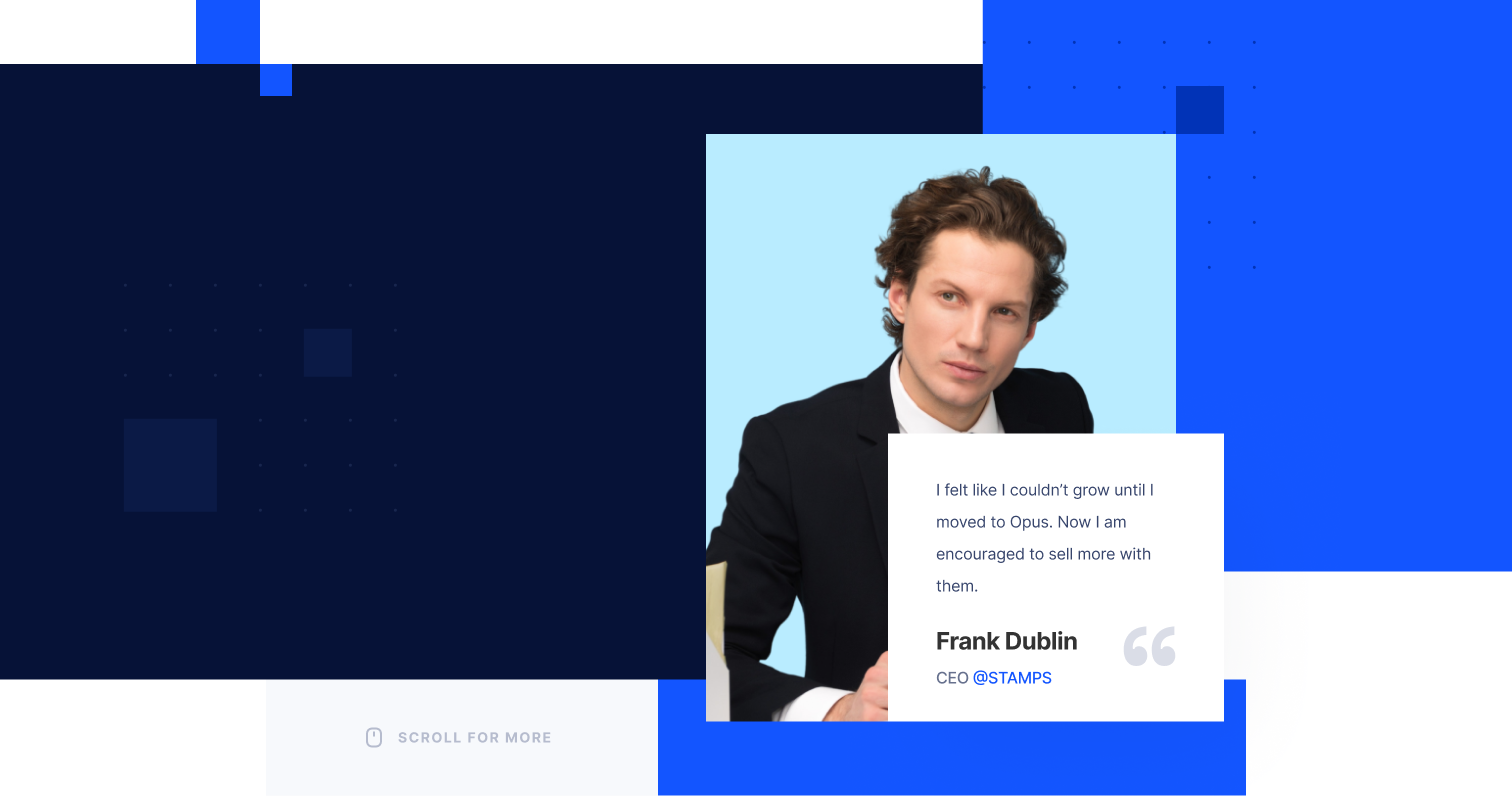 I felt like I couldn’t grow until I
moved to Opus. Now I am
encouraged to sell more with
them.
Frank Dublin
CEO @STAMPS
SCROLL FOR MORE